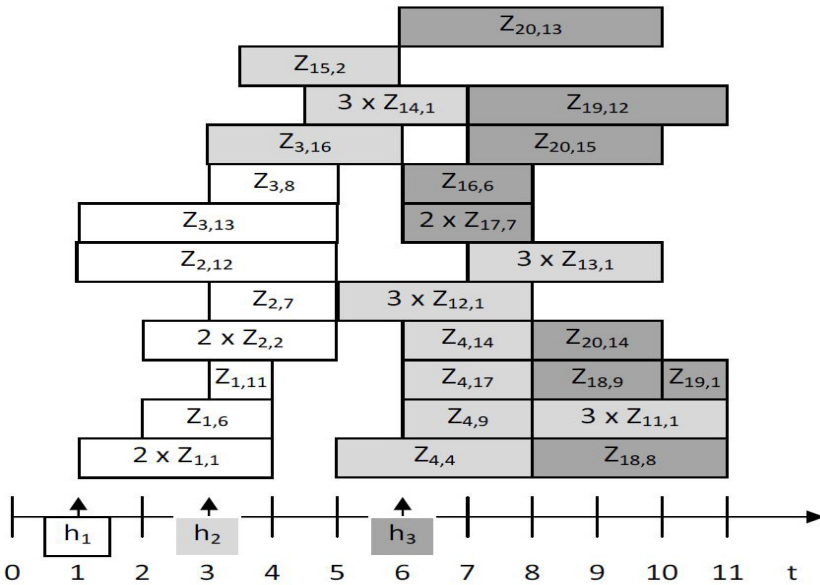 Z20,13
Z15,2
3 x Z14,1 Z19,12
Z3,16 Z20,15
Z3,8 Z16,6
Z3,13 2 x Z17,7
Z2,12 3 x Z13,1
Z2,7 3 x Z12,1
2 x Z2,2 Z4,14 Z20,14
Z1,11 Z4,17 Z18,9 Z19,1
Z1,6 Z4,9 3 x Z11,1
2 x Z1,1 Z4,4 Z18,8
h1 h2 h3
0 1 2 3 4 5 6 7 8 9 10 11 t